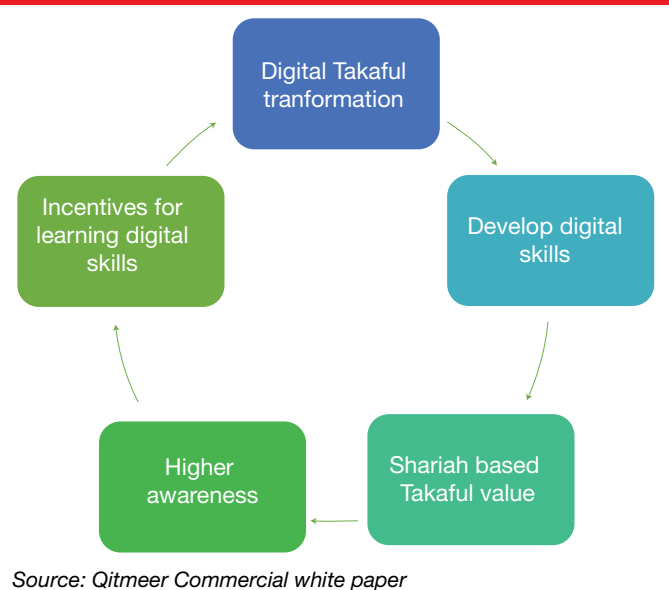 Digital Takaful
tranformation
Develop digital
skills
Shariah based
Takaful value
Higher
awareness
Incentives for
learning digital
skills
Source: Qitmeer Commercial white paper